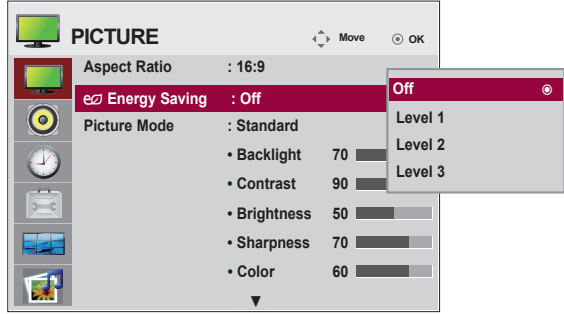 PICTURE Move OK
Aspect Ratio : 16:9
Energy Saving : Off
Picture Mode : Standard
• Backlight 70
• Contrast 90
• Brightness 50
• Sharpness 70
• Color 60
▼
Off
Level 1
Level 2
Level 3